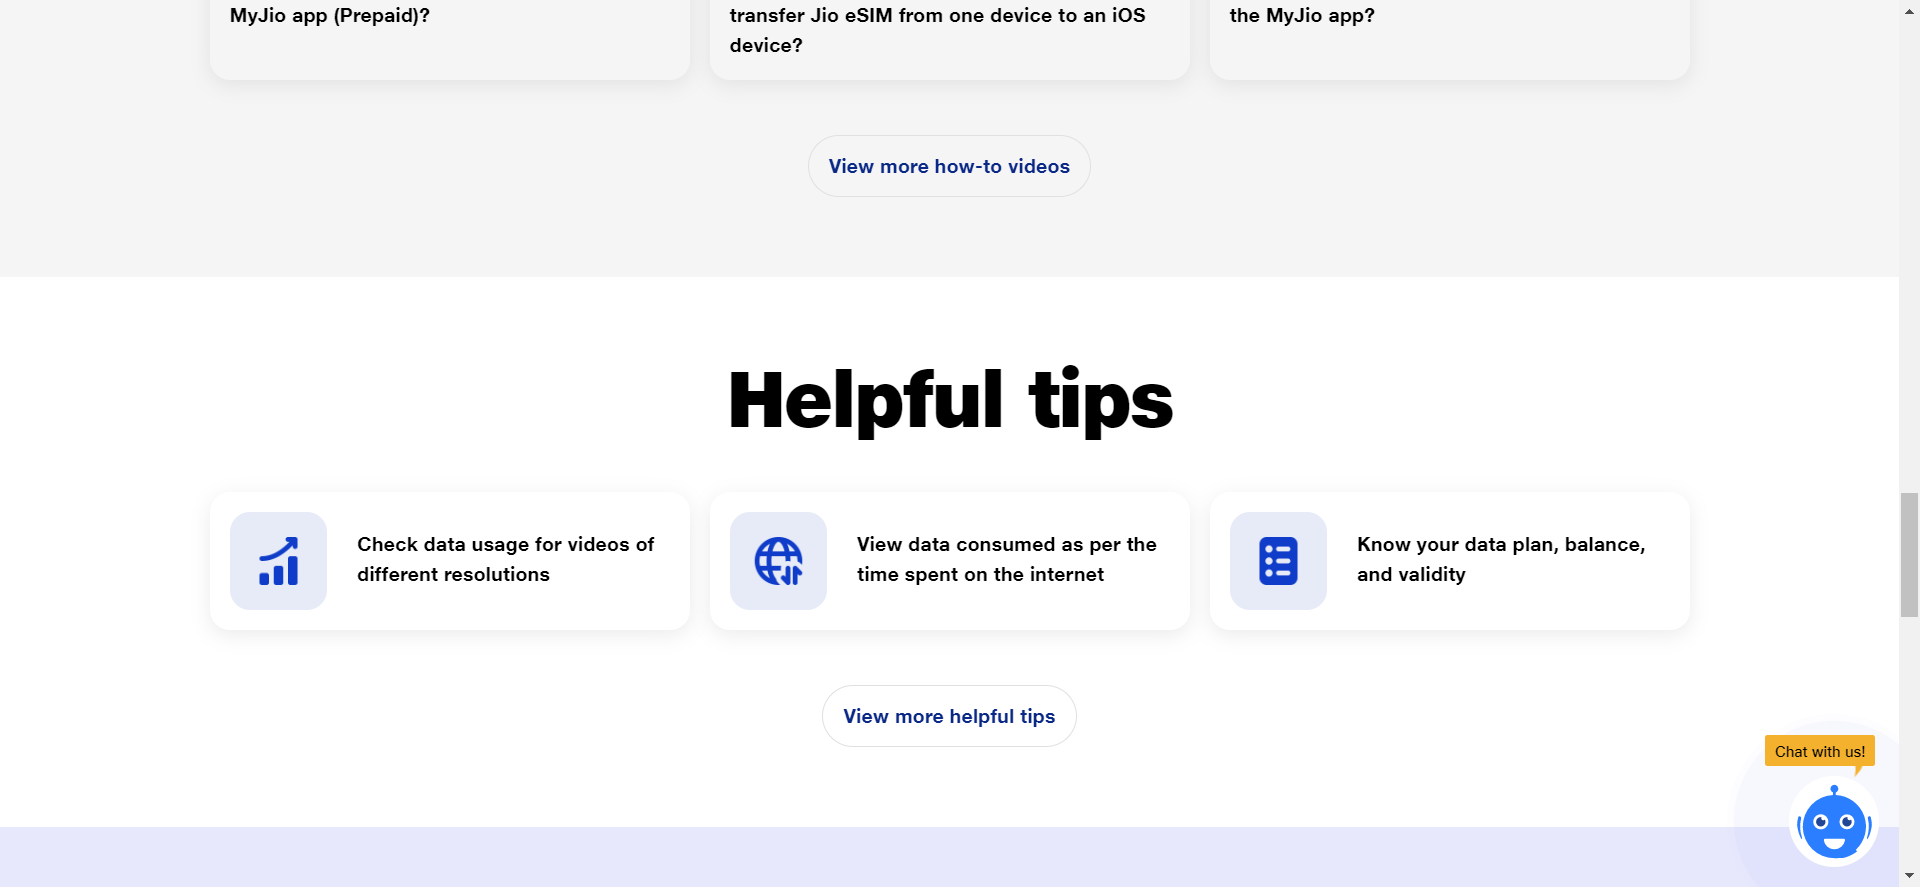 MyJio app (Prepaid)?
transfer Jio eSIM from one device to an iOS
device?
the MyJio app?
View more how-to videos
Helpful tips
Check data usage for videos of
different resolutions
View data consumed as per the
time spent on the internet
Know your data plan, balance,
and validity
View more helpful tips
Chat with us!